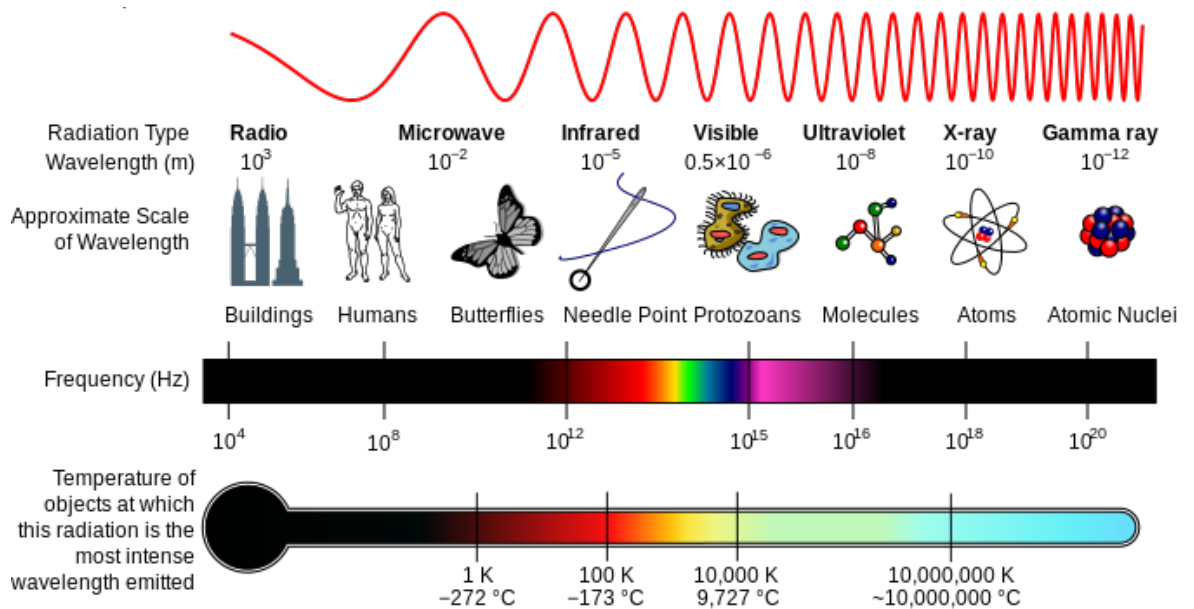 Radiation Type Radio Microwave Infrared Visible Ultraviolet X-ray Gamma ray
Wavelength (m) 10³ 10⁻² 10⁻⁵ 0.5×10⁻⁶ 10⁻⁸ 10⁻¹⁰ 10⁻¹²
Approximate Scale
of Wavelength
Buildings Humans Butterflies Needle Point Protozoans Molecules Atoms Atomic Nuclei
Frequency (Hz)
10⁴ 10⁸ 10¹² 10¹⁵ 10¹⁶ 10¹⁸ 10²⁰
Temperature of
objects at which
this radiation is the
most intense
wavelength emitted
1 K 100 K 10,000 K 10,000,000 K
−272 °C −173 °C 9,727 °C ~10,000,000 °C